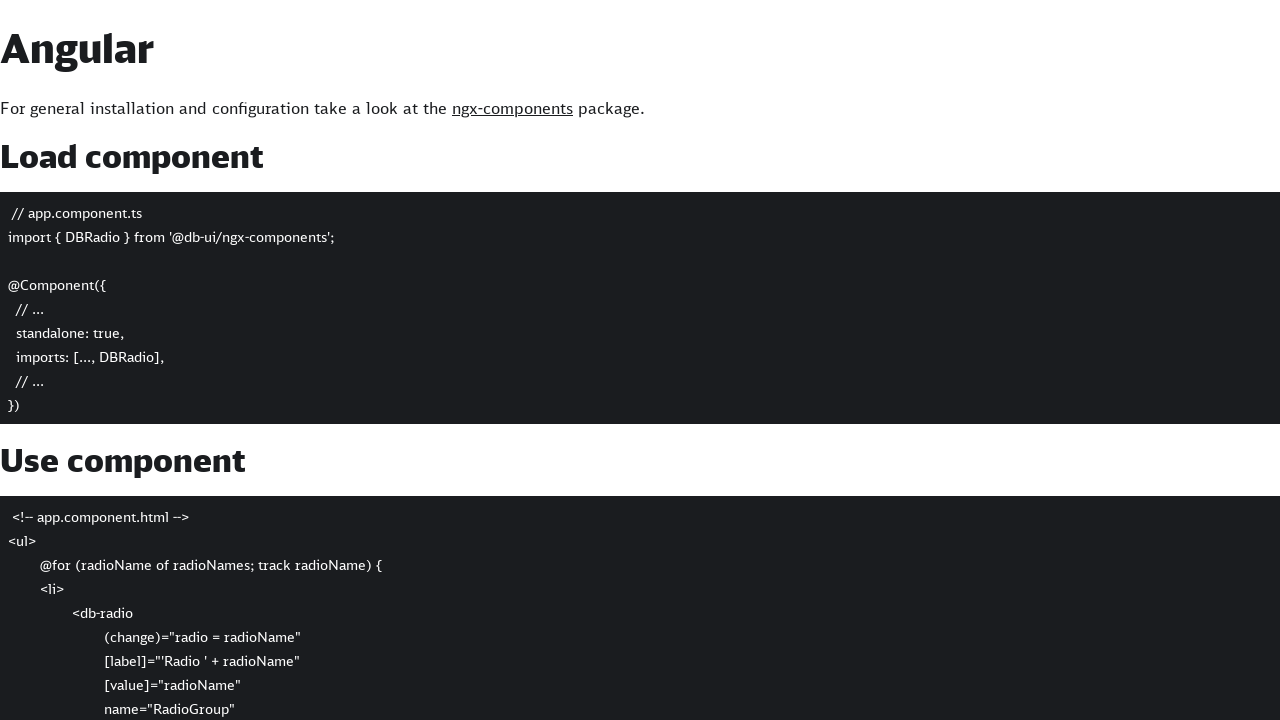 Angular
For general installation and configuration take a look at the ngx-components package.
Load component
// app.component.ts
import { DBRadio } from '@db-ui/ngx-components';
@Component({
// ...
standalone: true,
imports: [..., DBRadio],
// ...
})
Use component
<!-- app.component.html -->
<ul>
@for (radioName of radioNames; track radioName) {
<li>
<db-radio
(change)="radio = radioName"
[label]="'Radio ' + radioName"
[value]="radioName"
name="RadioGroup"